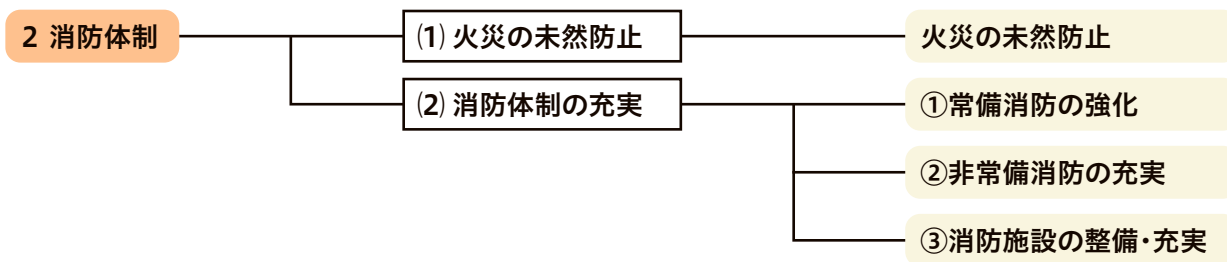 2 消防体制
⑴ 火災の未然防止
火災の未然防止
⑵ 消防体制の充実
①常備消防の強化
②非常備消防の充実
③消防施設の整備・充実